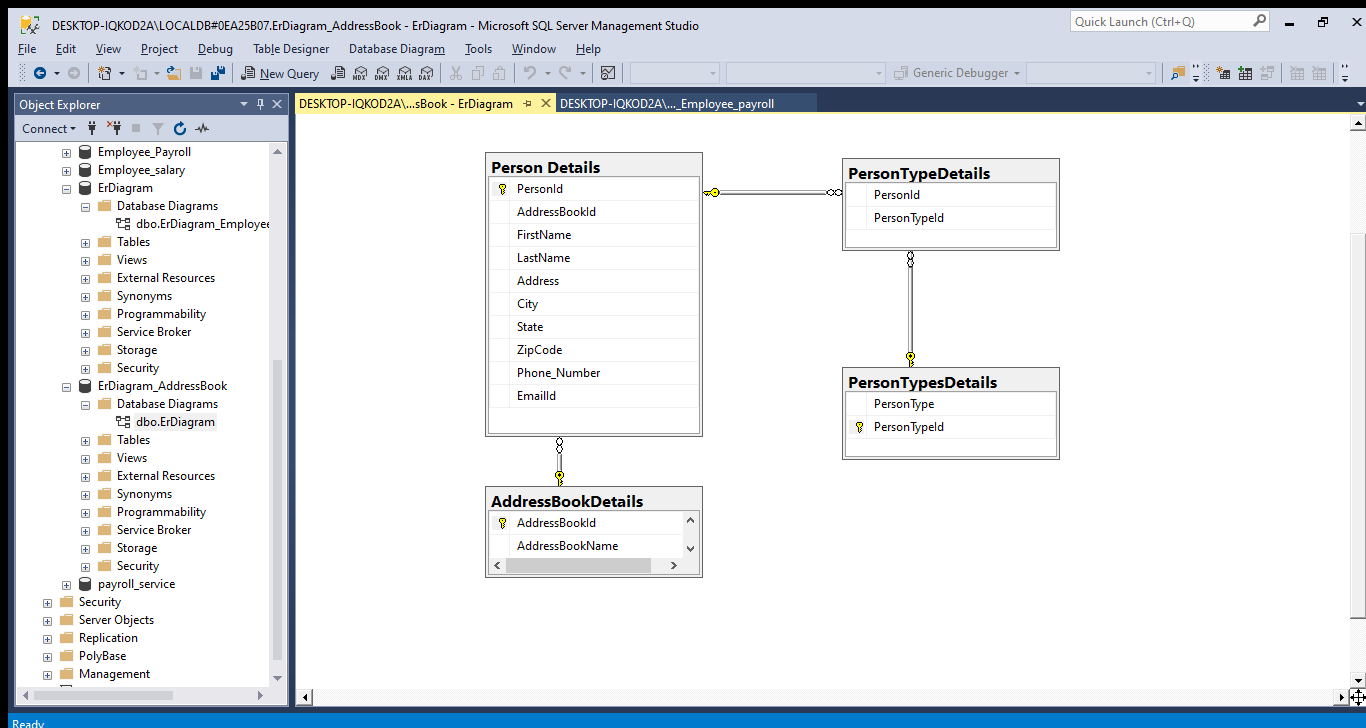 DESKTOP-IQKOD2A\LOCALDB#0EA25B07.ErDiagram_AddressBook - ErDiagram - Microsoft SQL Server Management Studio
Quick Launch (Ctrl+Q)
File Edit View Project Debug Table Designer Database Diagram Tools Window Help
New Query MDX DMX XMLA DAX Generic Debugger
Object Explorer
DESKTOP-IQKOD2A\...sBook - ErDiagram
DESKTOP-IQKOD2A\..._Employee_payroll
Connect
Employee_Payroll
Employee_salary
ErDiagram
Database Diagrams
dbo.ErDiagram_Employee
Tables
Views
External Resources
Synonyms
Programmability
Service Broker
Storage
Security
ErDiagram_AddressBook
Database Diagrams
dbo.ErDiagram
Tables
Views
External Resources
Synonyms
Programmability
Service Broker
Storage
Security
payroll_service
Security
Server Objects
Replication
PolyBase
Management
Person Details
PersonId
AddressBookId
FirstName
LastName
Address
City
State
ZipCode
Phone_Number
EmailId
PersonTypeDetails
PersonId
PersonTypeId
PersonTypesDetails
PersonType
PersonTypeId
AddressBookDetails
AddressBookId
AddressBookName
Ready